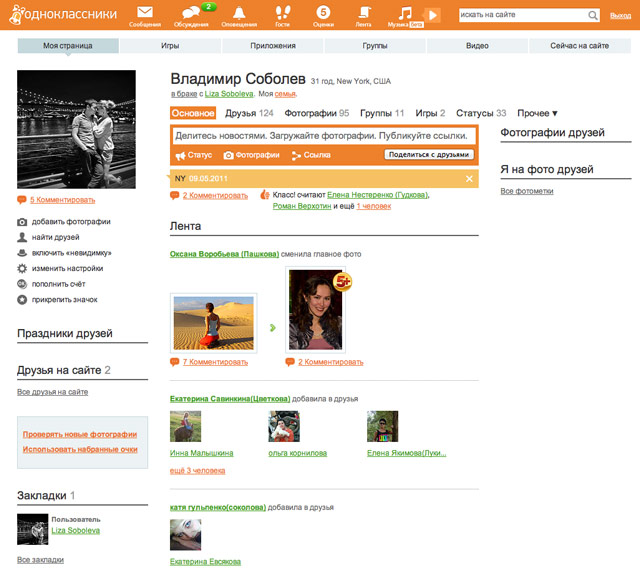 одноклассники
Сообщения
Обсуждения
2
Оповещения
Гости
5
Оценки
Лента
Музыка beta
искать на сайте
Выход
Моя страница
Игры
Приложения
Группы
Видео
Сейчас на сайте
Владимир Соболев 31 год, New York, США
в браке с Liza Soboleva. Моя семья.
Основное Друзья 124 Фотографии 95 Группы 11 Игры 2 Статусы 33 Прочее ▾
Делитесь новостями. Загружайте фотографии. Публикуйте ссылки.
Статус Фотографии Ссылка Поделиться с друзьями
NY 09.05.2011
2 Комментировать
Класс! считают Елена Нестеренко (Гудкова),
Роман Верхотин и ещё 1 человек
5 Комментировать
добавить фотографии
найти друзей
включить «невидимку»
изменить настройки
пополнить счёт
прикрепить значок
Праздники друзей
Друзья на сайте 2
Все друзья на сайте
Проверять новые фотографии
Использовать набранные очки
Закладки 1
Пользователь
Liza Soboleva
Все закладки
Лента
Оксана Воробьева (Пашкова) сменила главное фото
5+
7 Комментировать
2 Комментировать
Екатерина Савинкина(Цветкова) добавила в друзья
Инна Малышкина
ольга корнилова
Елена Якимова(Луки...
ещё 3 человека
катя гульпенко(соколова) добавила в друзья
Екатерина Евсякова
Фотографии друзей
Я на фото друзей
Все фотометки